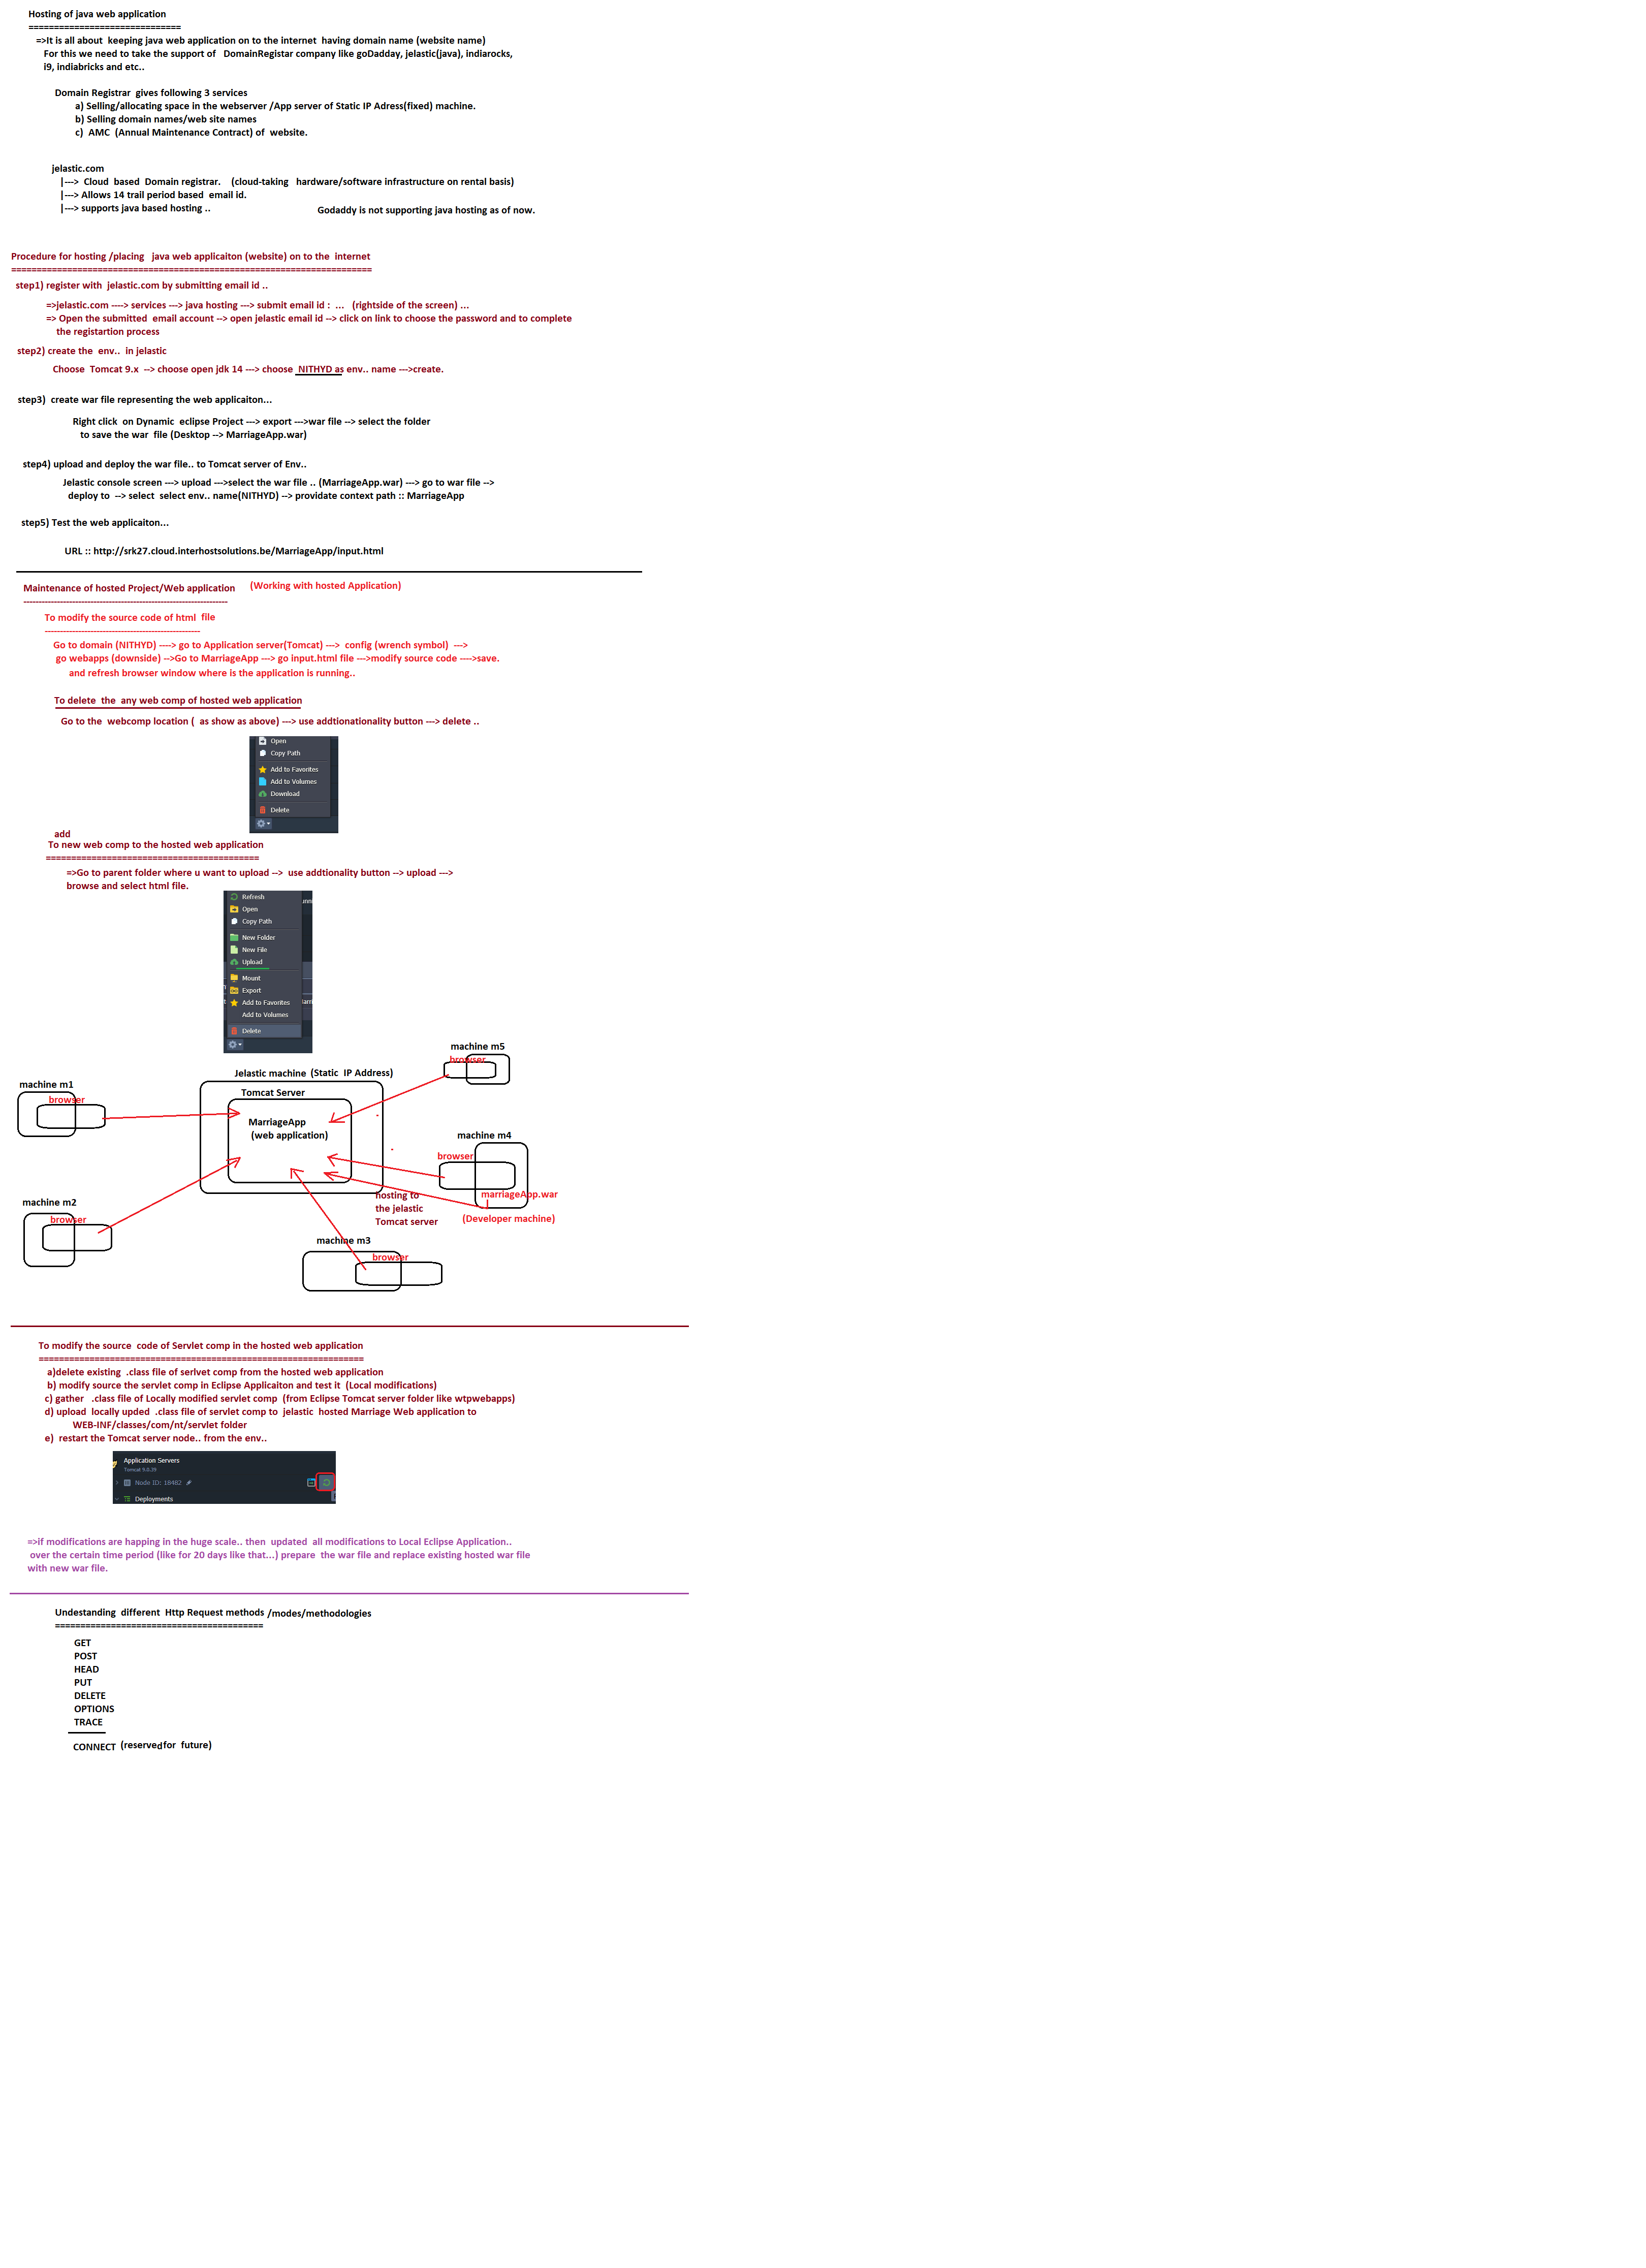 Hosting of java web application
==============================
=>It is all about keeping java web application on to the internet having domain name (website name)
For this we need to take the support of DomainRegistar company like goDadday, jelastic(java), indiarocks,
i9, indiabricks and etc..
Domain Registrar gives following 3 services
a) Selling/allocating space in the webserver /App server of Static IP Adress(fixed) machine.
b) Selling domain names/web site names
c) AMC (Annual Maintenance Contract) of website.
jelastic.com
|---> Cloud based Domain registrar. (cloud-taking hardware/software infrastructure on rental basis)
|---> Allows 14 trail period based email id.
|---> supports java based hosting ..
Godaddy is not supporting java hosting as of now.
Procedure for hosting /placing java web applicaiton (website) on to the internet
=======================================================================
step1) register with jelastic.com by submitting email id ..
=>jelastic.com ----> services ---> java hosting ---> submit email id : ... (rightside of the screen) ...
=> Open the submitted email account --> open jelastic email id --> click on link to choose the password and to complete
the registartion process
step2) create the env.. in jelastic
Choose Tomcat 9.x --> choose open jdk 14 ---> choose NITHYD as env.. name --->create.
step3) create war file representing the web applicaiton...
Right click on Dynamic eclipse Project ---> export --->war file --> select the folder
to save the war file (Desktop --> MarriageApp.war)
step4) upload and deploy the war file.. to Tomcat server of Env..
Jelastic console screen ---> upload --->select the war file .. (MarriageApp.war) ---> go to war file -->
deploy to --> select select env.. name(NITHYD) --> providate context path :: MarriageApp
step5) Test the web applicaiton...
URL :: http://srk27.cloud.interhostsolutions.be/MarriageApp/input.html
Maintenance of hosted Project/Web application (Working with hosted Application)
-------------------------------------------------------------------
To modify the source code of html file
---------------------------------------------------
Go to domain (NITHYD) ----> go to Application server(Tomcat) ---> config (wrench symbol) --->
go webapps (downside) -->Go to MarriageApp ---> go input.html file --->modify source code ---->save.
and refresh browser window where is the application is running..
To delete the any web comp of hosted web application
Go to the webcomp location ( as show as above) ---> use addtionationality button ---> delete ..
Open
Copy Path
Add to Favorites
Add to Volumes
Download
Delete
add
To new web comp to the hosted web application
==========================================
=>Go to parent folder where u want to upload --> use addtionality button --> upload --->
browse and select html file.
Refresh
Open
Copy Path
New Folder
New File
Upload
Mount
Export
Add to Favorites
Add to Volumes
Delete
machine m5
browser
Jelastic machine (Static IP Address)
machine m1
browser
Tomcat Server
MarriageApp
(web application)
machine m4
browser
marriageApp.war
hosting to
the jelastic
Tomcat server
(Developer machine)
machine m2
browser
machine m3
browser
To modify the source code of Servlet comp in the hosted web application
================================================================
a)delete existing .class file of serlvet comp from the hosted web application
b) modify source the servlet comp in Eclipse Applicaiton and test it (Local modifications)
c) gather .class file of Locally modified servlet comp (from Eclipse Tomcat server folder like wtpwebapps)
d) upload locally upded .class file of servlet comp to jelastic hosted Marriage Web application to
WEB-INF/classes/com/nt/servlet folder
e) restart the Tomcat server node.. from the env..
Application Servers
Tomcat 9.0.39
Node ID: 18482
Deployments
=>if modifications are happing in the huge scale.. then updated all modifications to Local Eclipse Application..
over the certain time period (like for 20 days like that...) prepare the war file and replace existing hosted war file
with new war file.
Undestanding different Http Request methods /modes/methodologies
=========================================
GET
POST
HEAD
PUT
DELETE
OPTIONS
TRACE
CONNECT (reserved for future)